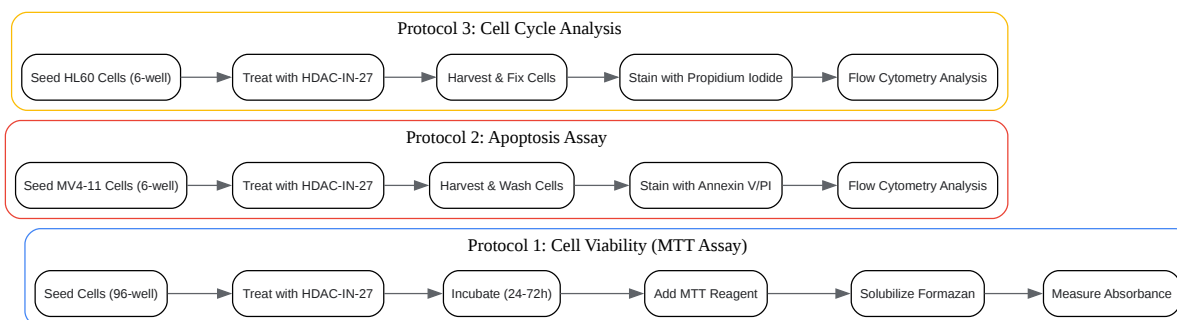 Protocol 3: Cell Cycle Analysis
Seed HL60 Cells (6-well)
Treat with HDAC-IN-27
Harvest & Fix Cells
Stain with Propidium Iodide
Flow Cytometry Analysis
Protocol 2: Apoptosis Assay
Seed MV4-11 Cells (6-well)
Treat with HDAC-IN-27
Harvest & Wash Cells
Stain with Annexin V/PI
Flow Cytometry Analysis
Protocol 1: Cell Viability (MTT Assay)
Seed Cells (96-well)
Treat with HDAC-IN-27
Incubate (24-72h)
Add MTT Reagent
Solubilize Formazan
Measure Absorbance